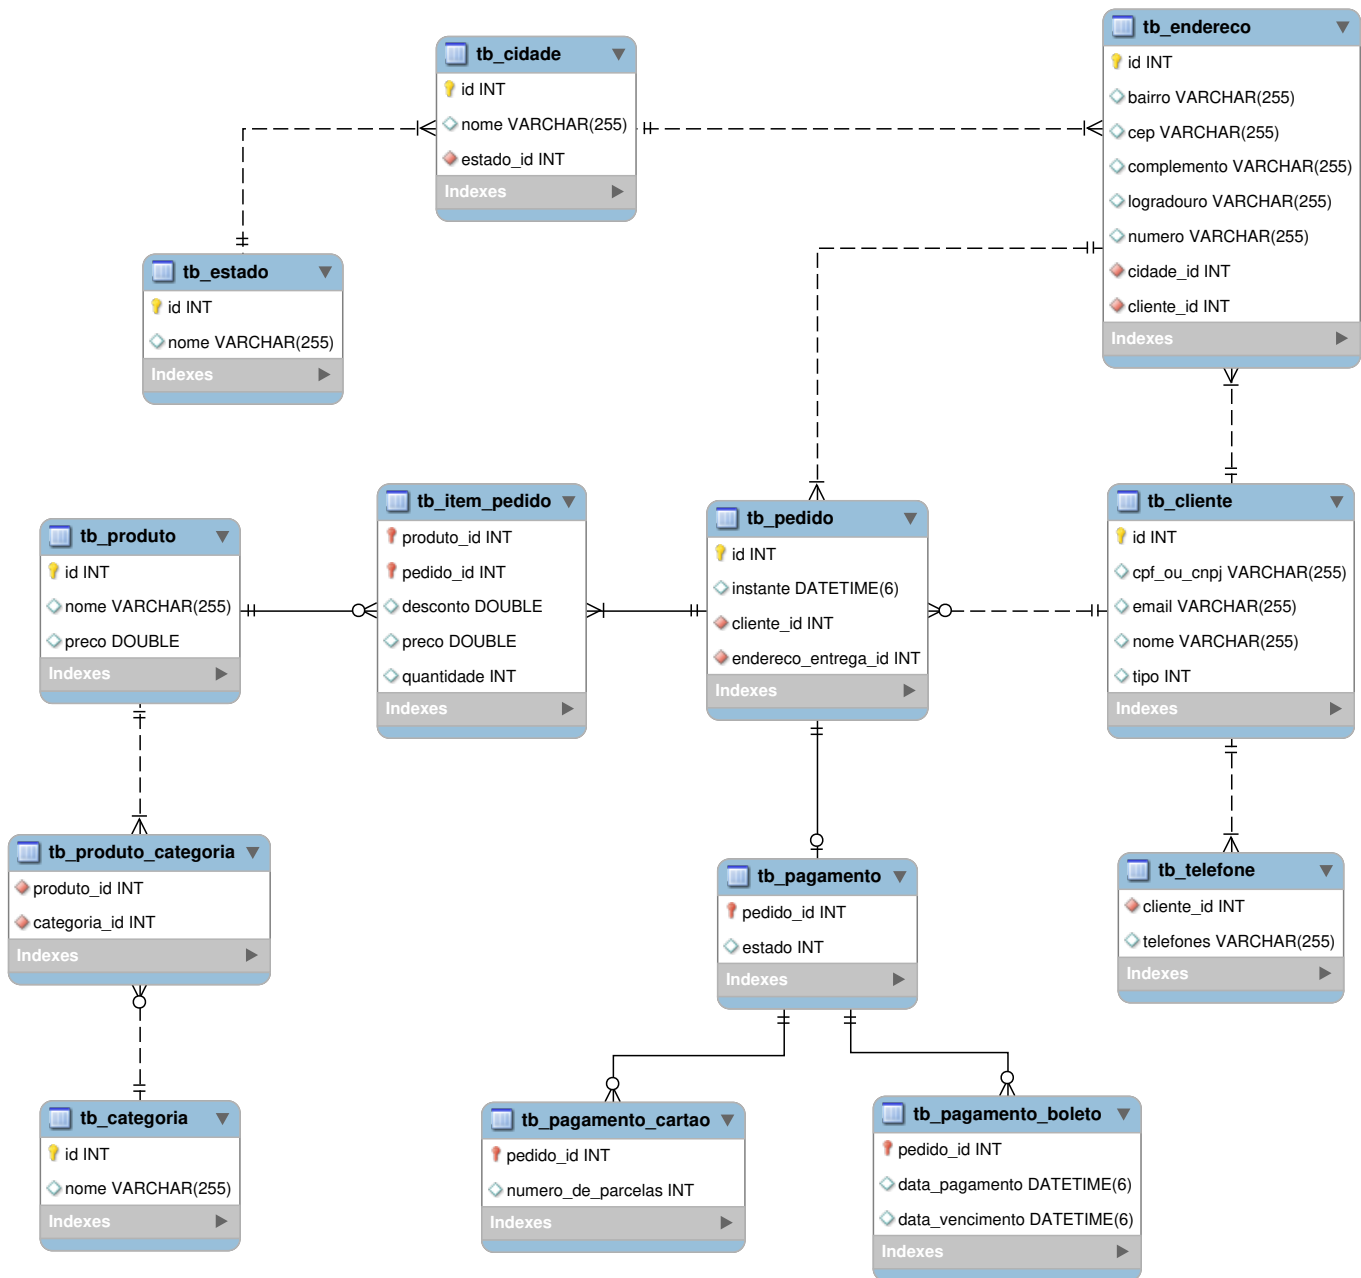 tb_cidade
id INT
nome VARCHAR(255)
estado_id INT
Indexes
tb_endereco
id INT
bairro VARCHAR(255)
cep VARCHAR(255)
complemento VARCHAR(255)
logradouro VARCHAR(255)
numero VARCHAR(255)
cidade_id INT
cliente_id INT
Indexes
tb_estado
id INT
nome VARCHAR(255)
Indexes
tb_produto
id INT
nome VARCHAR(255)
preco DOUBLE
Indexes
tb_item_pedido
produto_id INT
pedido_id INT
desconto DOUBLE
preco DOUBLE
quantidade INT
Indexes
tb_pedido
id INT
instante DATETIME(6)
cliente_id INT
endereco_entrega_id INT
Indexes
tb_cliente
id INT
cpf_ou_cnpj VARCHAR(255)
email VARCHAR(255)
nome VARCHAR(255)
tipo INT
Indexes
tb_produto_categoria
produto_id INT
categoria_id INT
Indexes
tb_pagamento
pedido_id INT
estado INT
Indexes
tb_telefone
cliente_id INT
telefones VARCHAR(255)
Indexes
tb_categoria
id INT
nome VARCHAR(255)
Indexes
tb_pagamento_cartao
pedido_id INT
numero_de_parcelas INT
Indexes
tb_pagamento_boleto
pedido_id INT
data_pagamento DATETIME(6)
data_vencimento DATETIME(6)
Indexes